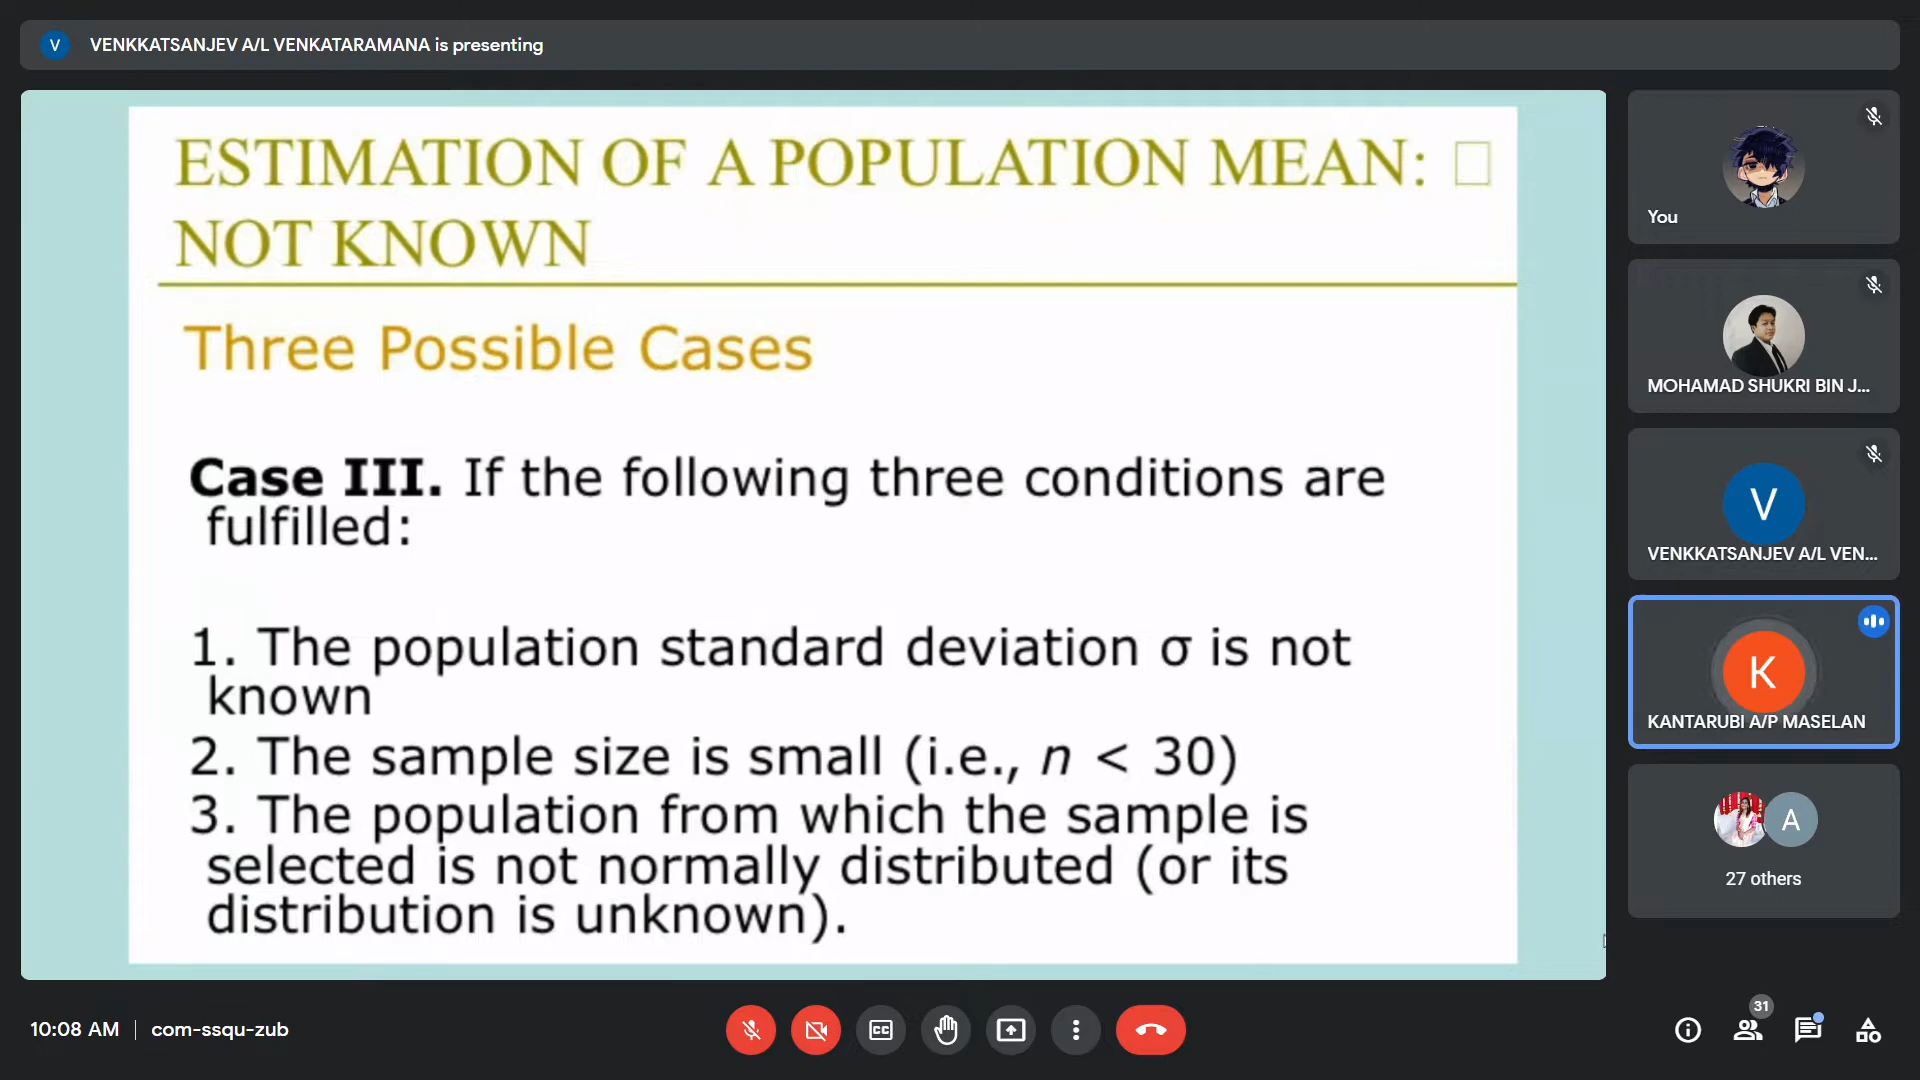 V VENKKATSANJEV A/L VENKATARAMANA is presenting
ESTIMATION OF A POPULATION MEAN: □
NOT KNOWN
Three Possible Cases
Case III. If the following three conditions are
fulfilled:
1. The population standard deviation σ is not
known
2. The sample size is small (i.e., n < 30)
3. The population from which the sample is
selected is not normally distributed (or its
distribution is unknown).
You
MOHAMAD SHUKRI BIN J...
V
VENKKATSANJEV A/L VEN...
K
KANTARUBI A/P MASELAN
A
27 others
10:08 AM | com-ssqu-zub
CC
31